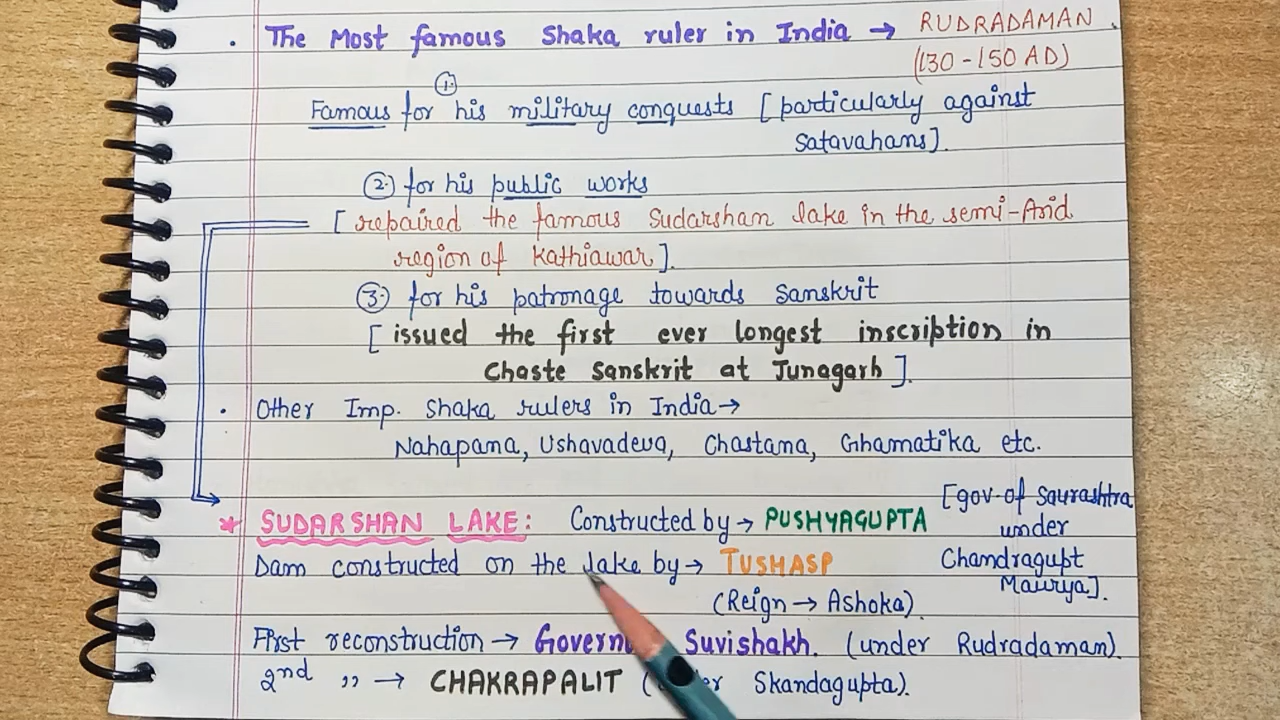 . The Most famous Shaka ruler in India → RUDRADAMAN
(130-150 AD)
①
Famous for his military conquests [particularly against
Satavahans].
② for his public works
[repaired the famous Sudarshan lake in the semi-Arid
region of Kathiawar].
③ for his patronage towards Sanskrit
[issued the first ever longest inscription in
Chaste Sanskrit at Junagarh].
. Other Imp. Shaka rulers in India→
Nahapana, Ushavadeva, Chastana, Ghamatika etc.
* SUDARSHAN LAKE: Constructed by→ PUSHYAGUPTA [gov. of Saurashtra
under
Dam constructed on the lake by→ TUSHASP Chandragupt
Maurya].
(Reign → Ashoka).
First reconstruction → Suvishakh. (under Rudradaman).
2nd ,, → CHAKRAPALIT Skandagupta).